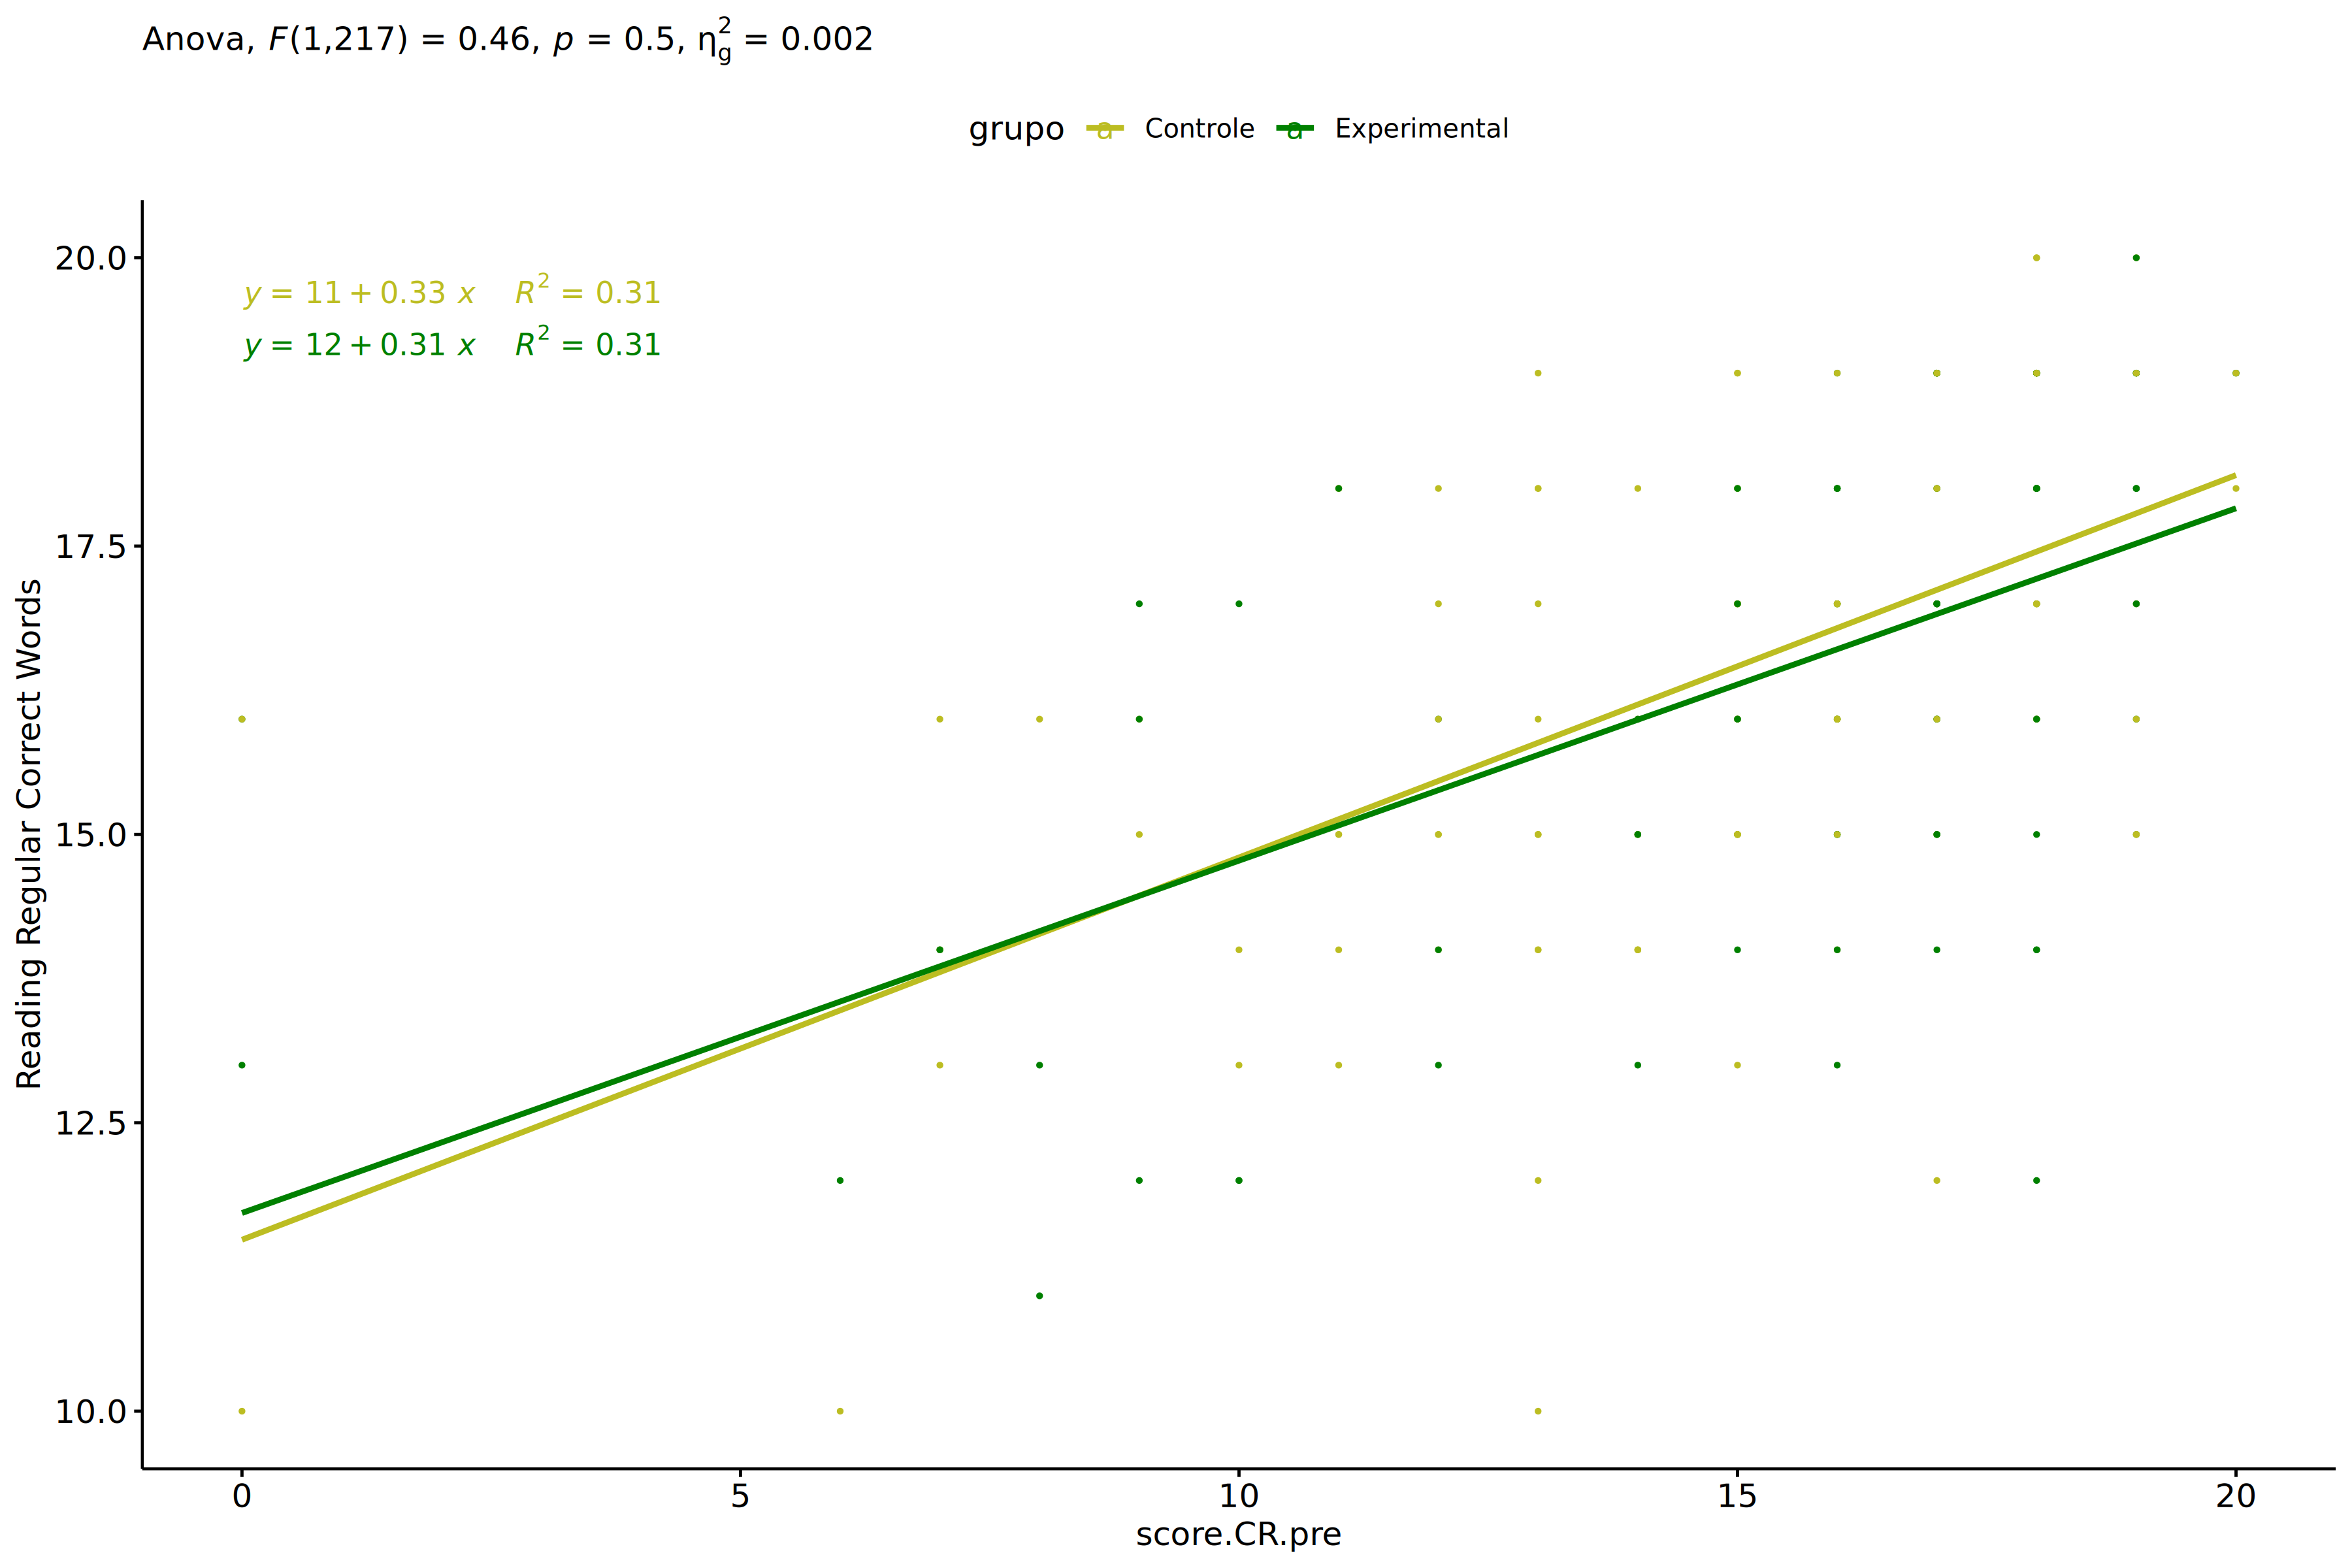 Anova, F(1,217) = 0.46, p = 0.5, η²g = 0.002
grupo a Controle a Experimental
20.0
y = 11 + 0.33 x R² = 0.31
y = 12 + 0.31 x R² = 0.31
17.5
15.0
12.5
10.0
Reading Regular Correct Words
0 5 10 15 20
score.CR.pre